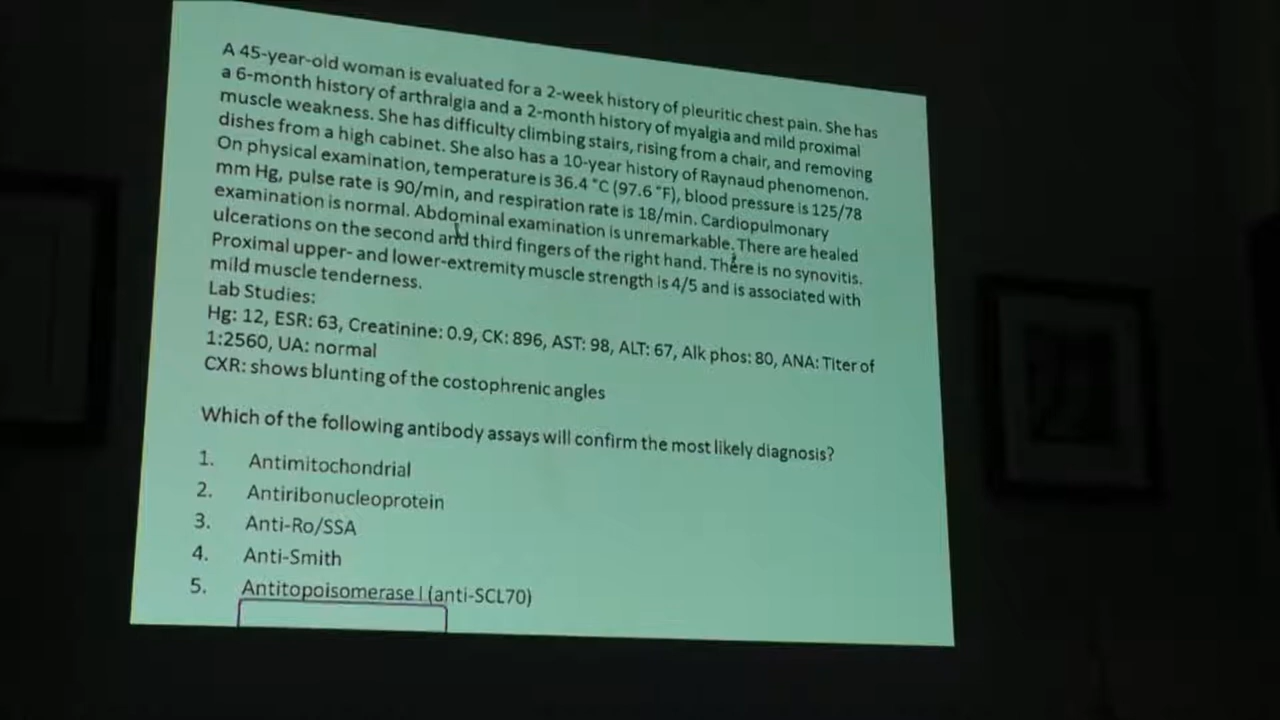 A 45-year-old woman is evaluated for a 2-week history of pleuritic chest pain. She has
a 6-month history of arthralgia and a 2-month history of myalgia and mild proximal
muscle weakness. She has difficulty climbing stairs, rising from a chair, and removing
dishes from a high cabinet. She also has a 10-year history of Raynaud phenomenon.
On physical examination, temperature is 36.4 °C (97.6 °F), blood pressure is 125/78
mm Hg, pulse rate is 90/min, and respiration rate is 18/min. Cardiopulmonary
examination is normal. Abdominal examination is unremarkable. There are healed
ulcerations on the second and third fingers of the right hand. There is no synovitis.
Proximal upper- and lower-extremity muscle strength is 4/5 and is associated with
mild muscle tenderness.
Lab Studies:
Hg: 12, ESR: 63, Creatinine: 0.9, CK: 896, AST: 98, ALT: 67, Alk phos: 80, ANA: Titer of
1:2560, UA: normal
CXR: shows blunting of the costophrenic angles
Which of the following antibody assays will confirm the most likely diagnosis?
1. Antimitochondrial
2. Antiribonucleoprotein
3. Anti-Ro/SSA
4. Anti-Smith
5. Antitopoisomerase I (anti-SCL70)